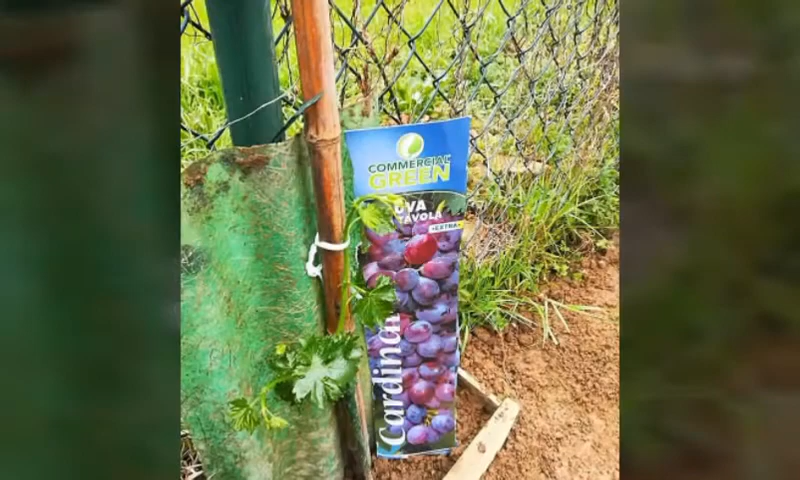 COMMERCIAL
GREEN
UVA
TAVOLA
EXTRA
Cardinal